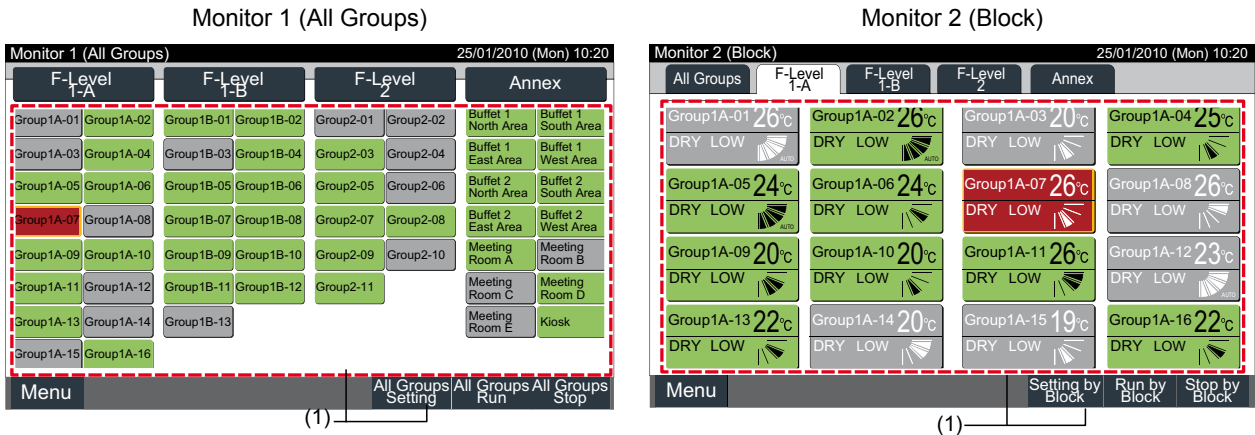 Monitor 1 (All Groups)
Monitor 1 (All Groups) 25/01/2010 (Mon) 10:20
F-Level 1-A
F-Level 1-B
F-Level 2
Annex
Group1A-01 Group1A-02 Group1B-01 Group1B-02 Group2-01 Group2-02 Buffet 1 North Area Buffet 1 South Area
Group1A-03 Group1A-04 Group1B-03 Group1B-04 Group2-03 Group2-04 Buffet 1 East Area Buffet 1 West Area
Group1A-05 Group1A-06 Group1B-05 Group1B-06 Group2-05 Group2-06 Buffet 2 North Area Buffet 2 South Area
Group1A-07 Group1A-08 Group1B-07 Group1B-08 Group2-07 Group2-08 Buffet 2 East Area Buffet 2 West Area
Group1A-09 Group1A-10 Group1B-09 Group1B-10 Group2-09 Group2-10 Meeting Room A Meeting Room B
Group1A-11 Group1A-12 Group1B-11 Group1B-12 Group2-11 Meeting Room C Meeting Room D
Group1A-13 Group1A-14 Group1B-13 Meeting Room E Kiosk
Group1A-15 Group1A-16
Menu
All Groups Setting
All Groups Run
All Groups Stop
(1)
Monitor 2 (Block)
Monitor 2 (Block) 25/01/2010 (Mon) 10:20
All Groups
F-Level 1-A
F-Level 1-B
F-Level 2
Annex
Group1A-01 26°C Group1A-02 26°C Group1A-03 20°C Group1A-04 25°C
DRY LOW AUTO DRY LOW AUTO DRY LOW DRY LOW
Group1A-05 24°C Group1A-06 24°C Group1A-07 26°C Group1A-08 26°C
DRY LOW AUTO DRY LOW DRY LOW DRY LOW
Group1A-09 20°C Group1A-10 20°C Group1A-11 26°C Group1A-12 23°C
DRY LOW DRY LOW DRY LOW DRY LOW AUTO
Group1A-13 22°C Group1A-14 20°C Group1A-15 19°C Group1A-16 22°C
DRY LOW DRY LOW DRY LOW DRY LOW
Menu
Setting by Block
Run by Block
Stop by Block
(1)